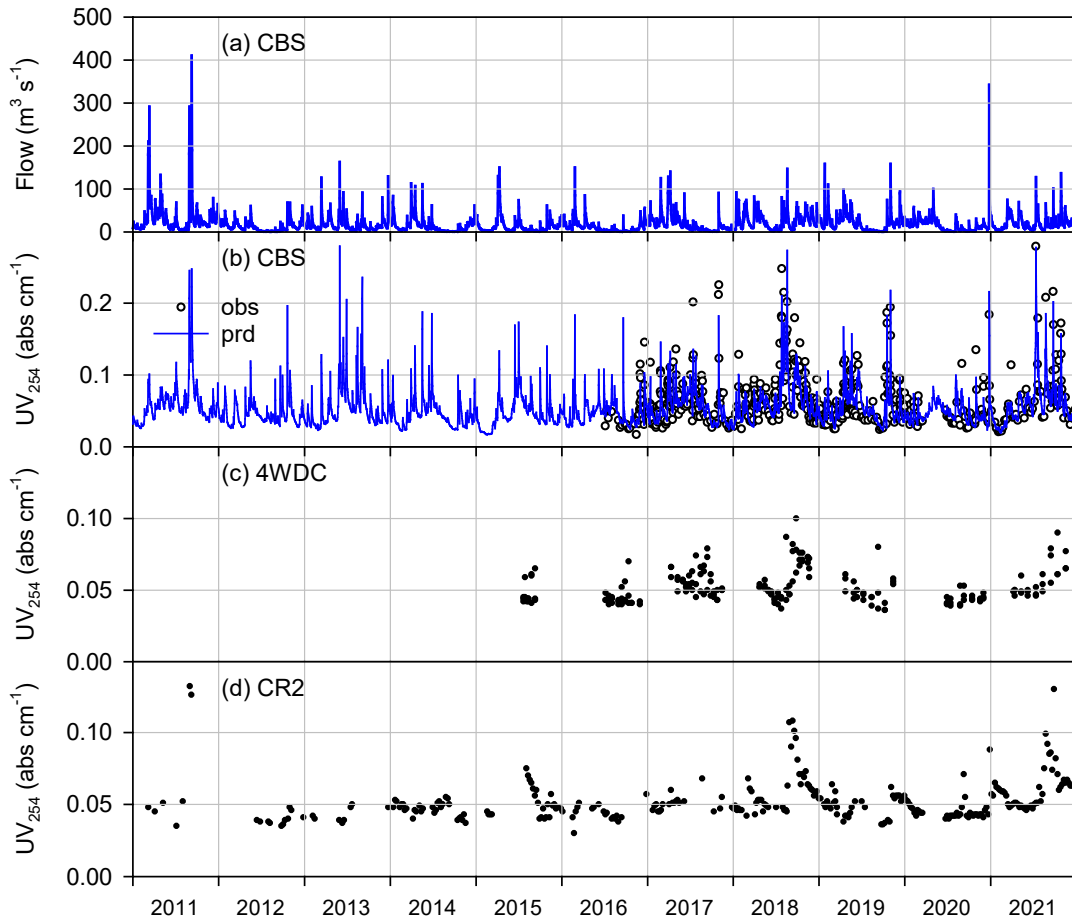 500
(a) CBS
400
300
200
100
0
Flow (m³ s⁻¹)
(b) CBS
obs
prd
0.2
0.1
0.0
UV₂₅₄ (abs cm⁻¹)
(c) 4WDC
0.10
0.05
0.00
UV₂₅₄ (abs cm⁻¹)
(d) CR2
0.10
0.05
0.00
UV₂₅₄ (abs cm⁻¹)
2011 2012 2013 2014 2015 2016 2017 2018 2019 2020 2021